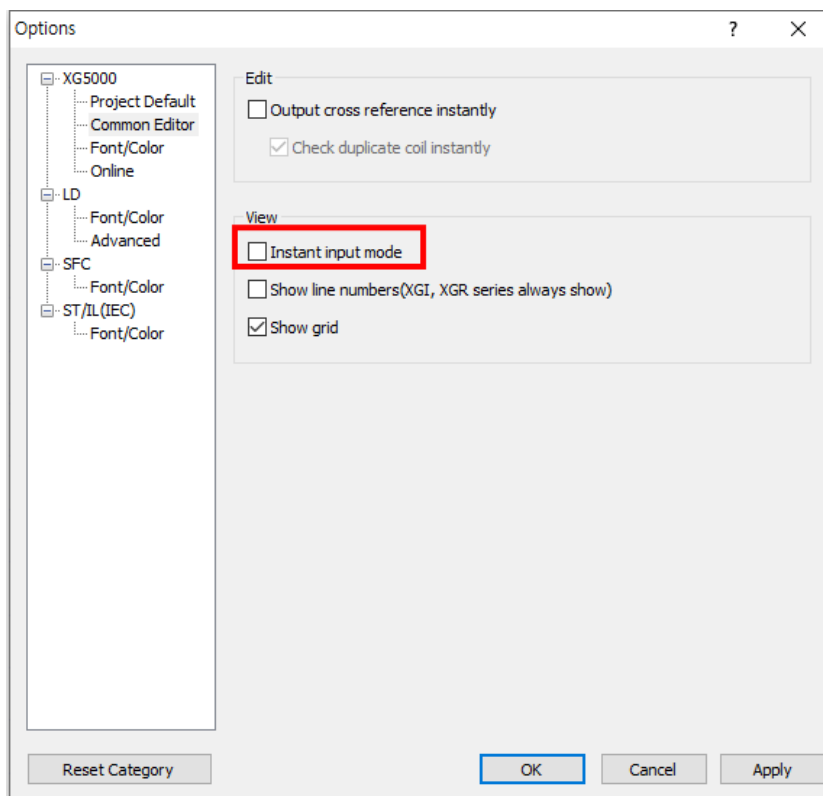 Options
?
XG5000
Project Default
Common Editor
Font/Color
Online
LD
Font/Color
Advanced
SFC
Font/Color
ST/IL(IEC)
Font/Color
Edit
Output cross reference instantly
Check duplicate coil instantly
View
Instant input mode
Show line numbers(XGI, XGR series always show)
Show grid
Reset Category OK Cancel Apply